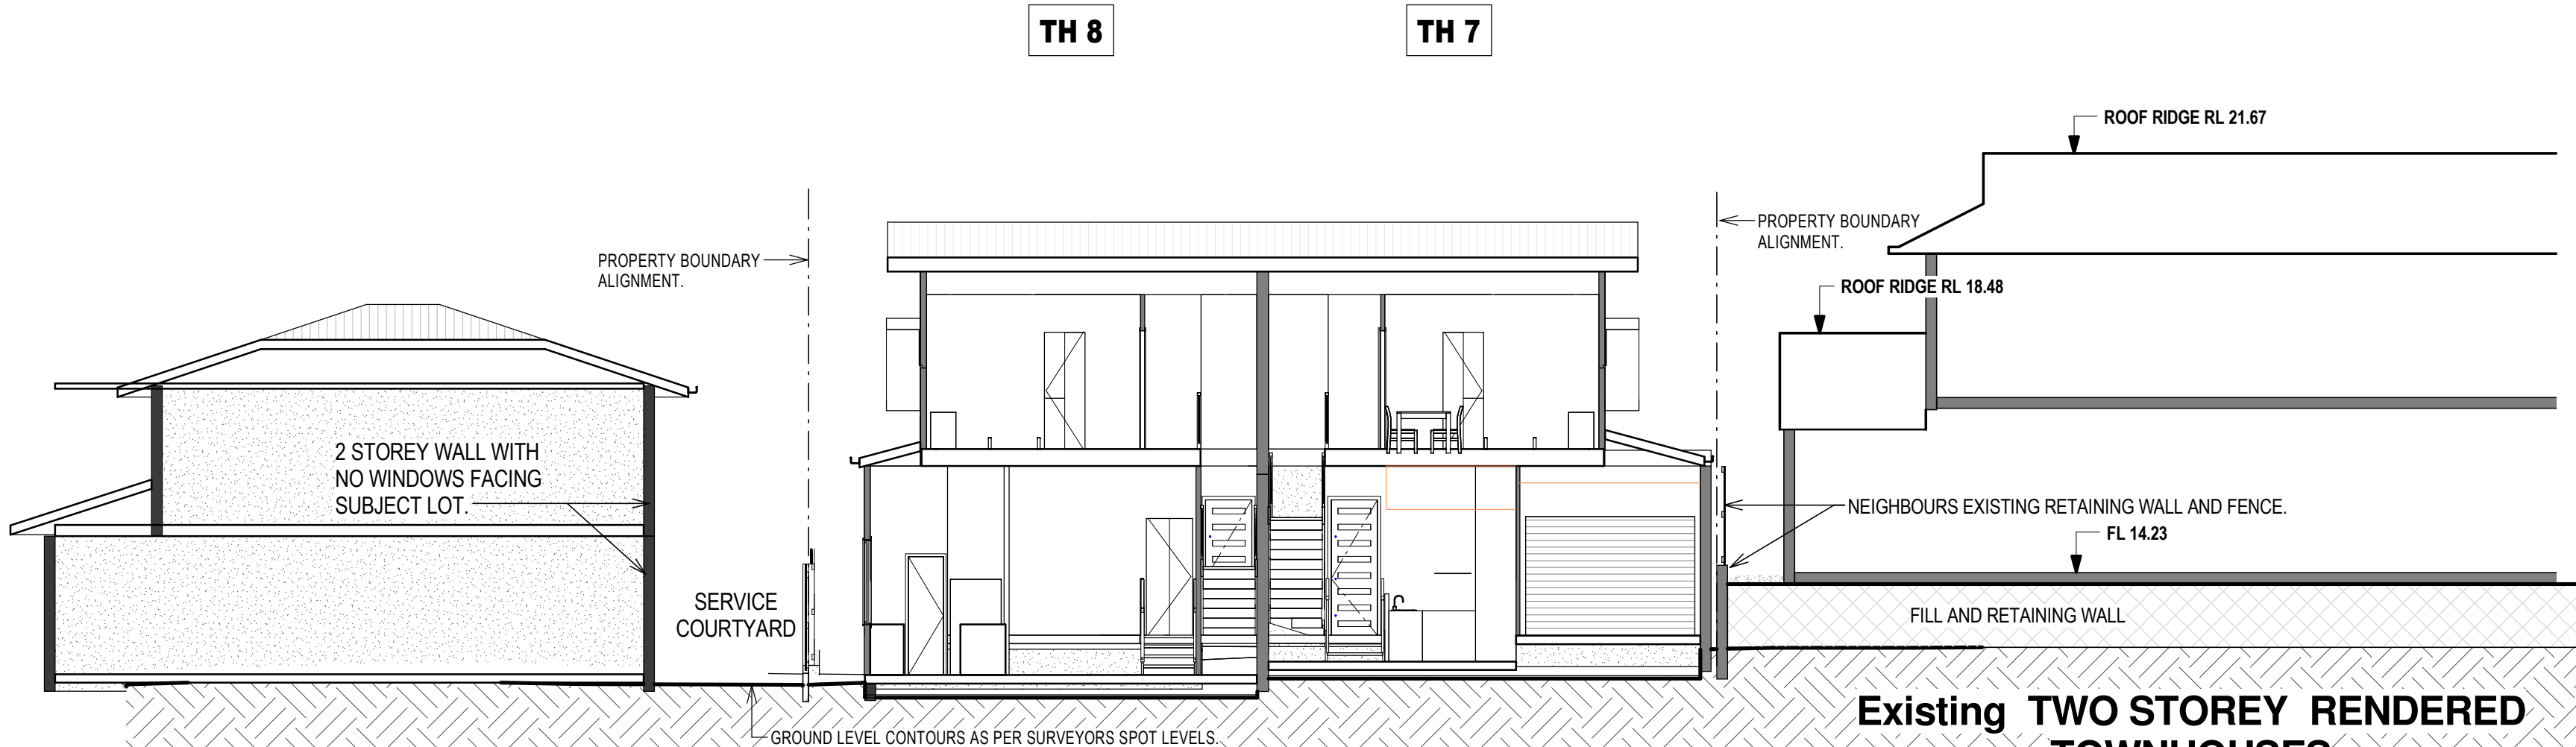 TH 8
TH 7
ROOF RIDGE RL 21.67
PROPERTY BOUNDARY
ALIGNMENT.
PROPERTY BOUNDARY
ALIGNMENT.
ROOF RIDGE RL 18.48
2 STOREY WALL WITH
NO WINDOWS FACING
SUBJECT LOT.
NEIGHBOURS EXISTING RETAINING WALL AND FENCE.
FL 14.23
SERVICE
COURTYARD
FILL AND RETAINING WALL
Existing TWO STOREY RENDERED
TOWNHOUSES
GROUND LEVEL CONTOURS AS PER SURVEYORS SPOT LEVELS.